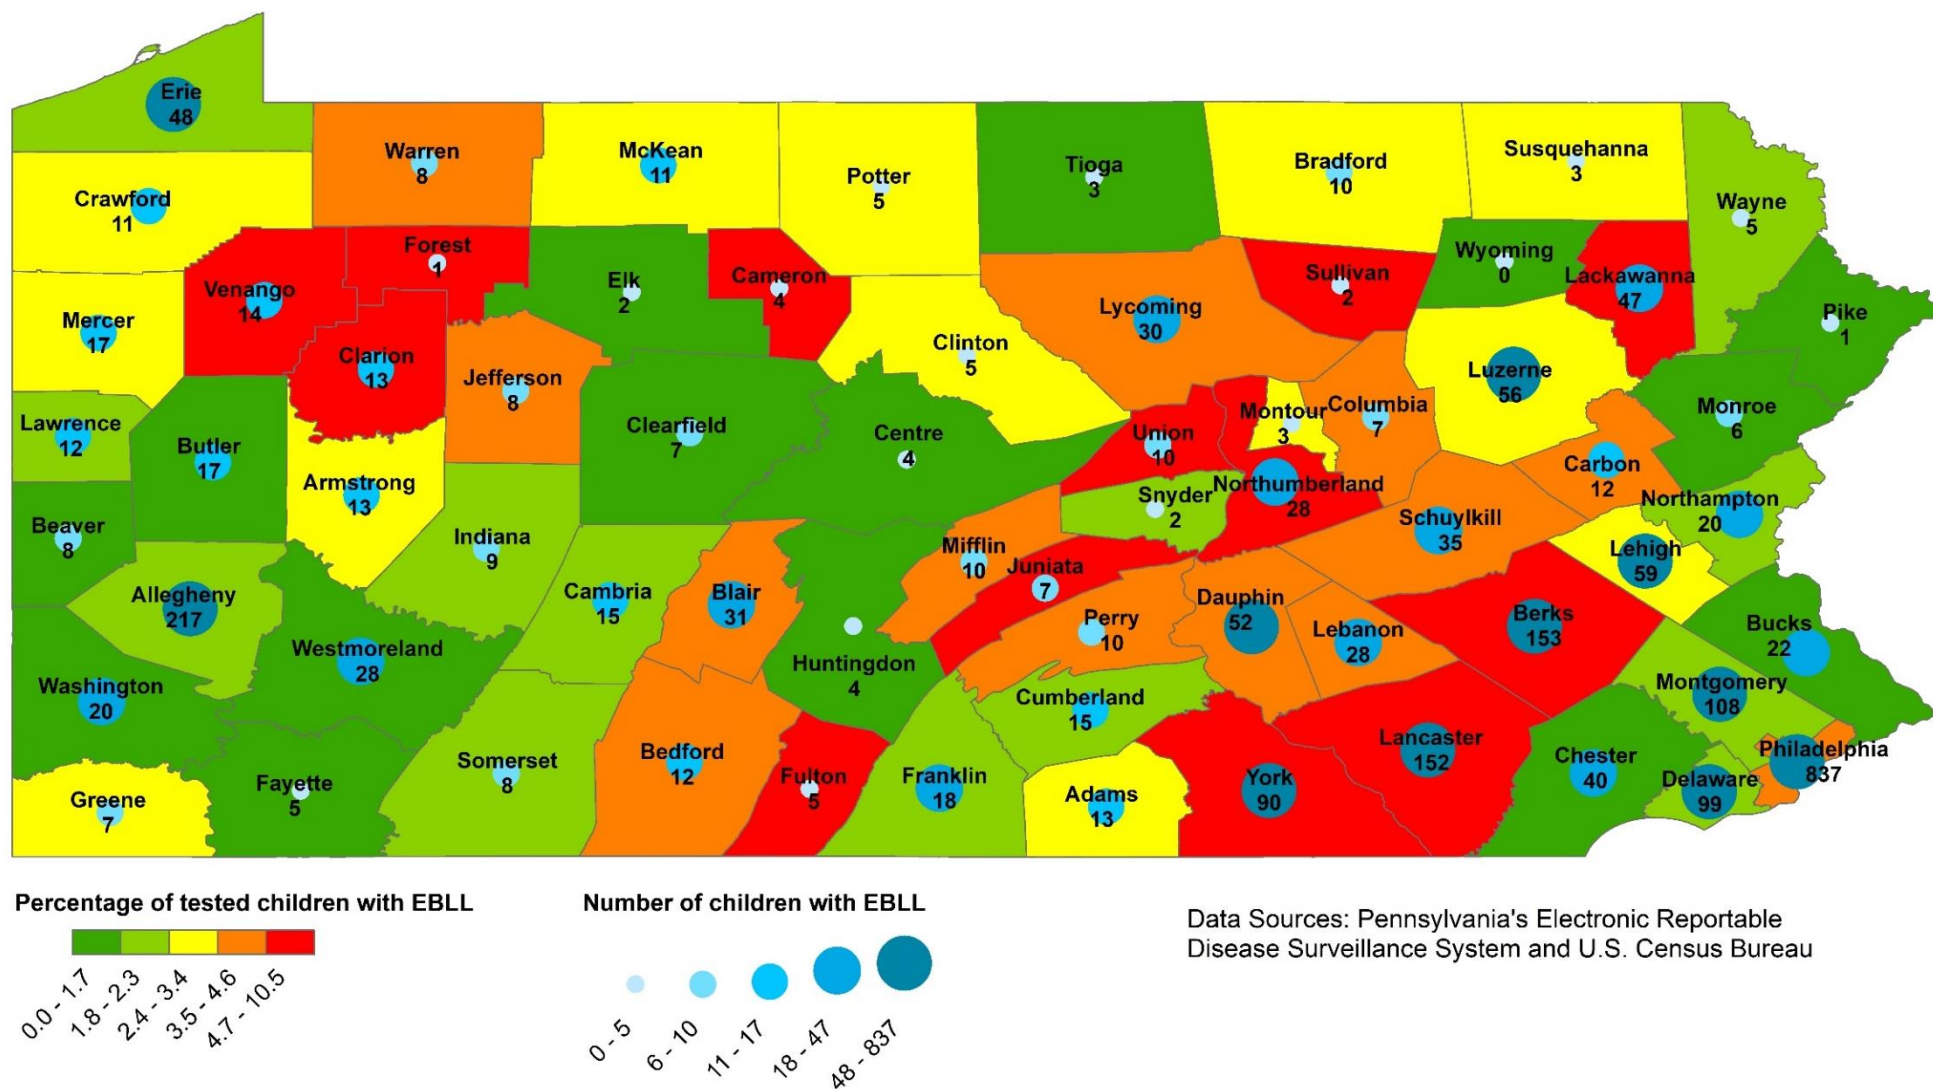 Erie
48
Warren
8
McKean
11
Potter
5
Tioga
3
Bradford
10
Susquehanna
3
Wayne
5
Crawford
11
Venango
14
Forest
1
Elk
2
Cameron
4
Sullivan
2
Wyoming
0
Lackawanna
47
Pike
1
Mercer
17
Clarion
13
Jefferson
8
Clinton
5
Lycoming
30
Luzerne
56
Monroe
6
Lawrence
12
Butler
17
Clearfield
7
Centre
4
Union
10
Montour
3
Columbia
7
Carbon
12
Armstrong
13
Snyder
2
Northumberland
28
Northampton
20
Beaver
8
Indiana
9
Mifflin
10
Juniata
7
Schuylkill
35
Lehigh
59
Allegheny
217
Cambria
15
Blair
31
Perry
10
Dauphin
52
Lebanon
28
Berks
153
Bucks
22
Westmoreland
28
Huntingdon
4
Washington
20
Cumberland
15
Montgomery
108
Greene
7
Fayette
5
Somerset
8
Bedford
12
Fulton
5
Franklin
18
Adams
13
York
90
Lancaster
152
Chester
40
Delaware
99
Philadelphia
837
Percentage of tested children with EBLL
0.0 - 1.7
1.8 - 2.3
2.4 - 3.4
3.5 - 4.6
4.7 - 10.5
Number of children with EBLL
0 - 5
6 - 10
11 - 17
18 - 47
48 - 837
Data Sources: Pennsylvania's Electronic Reportable
Disease Surveillance System and U.S. Census Bureau